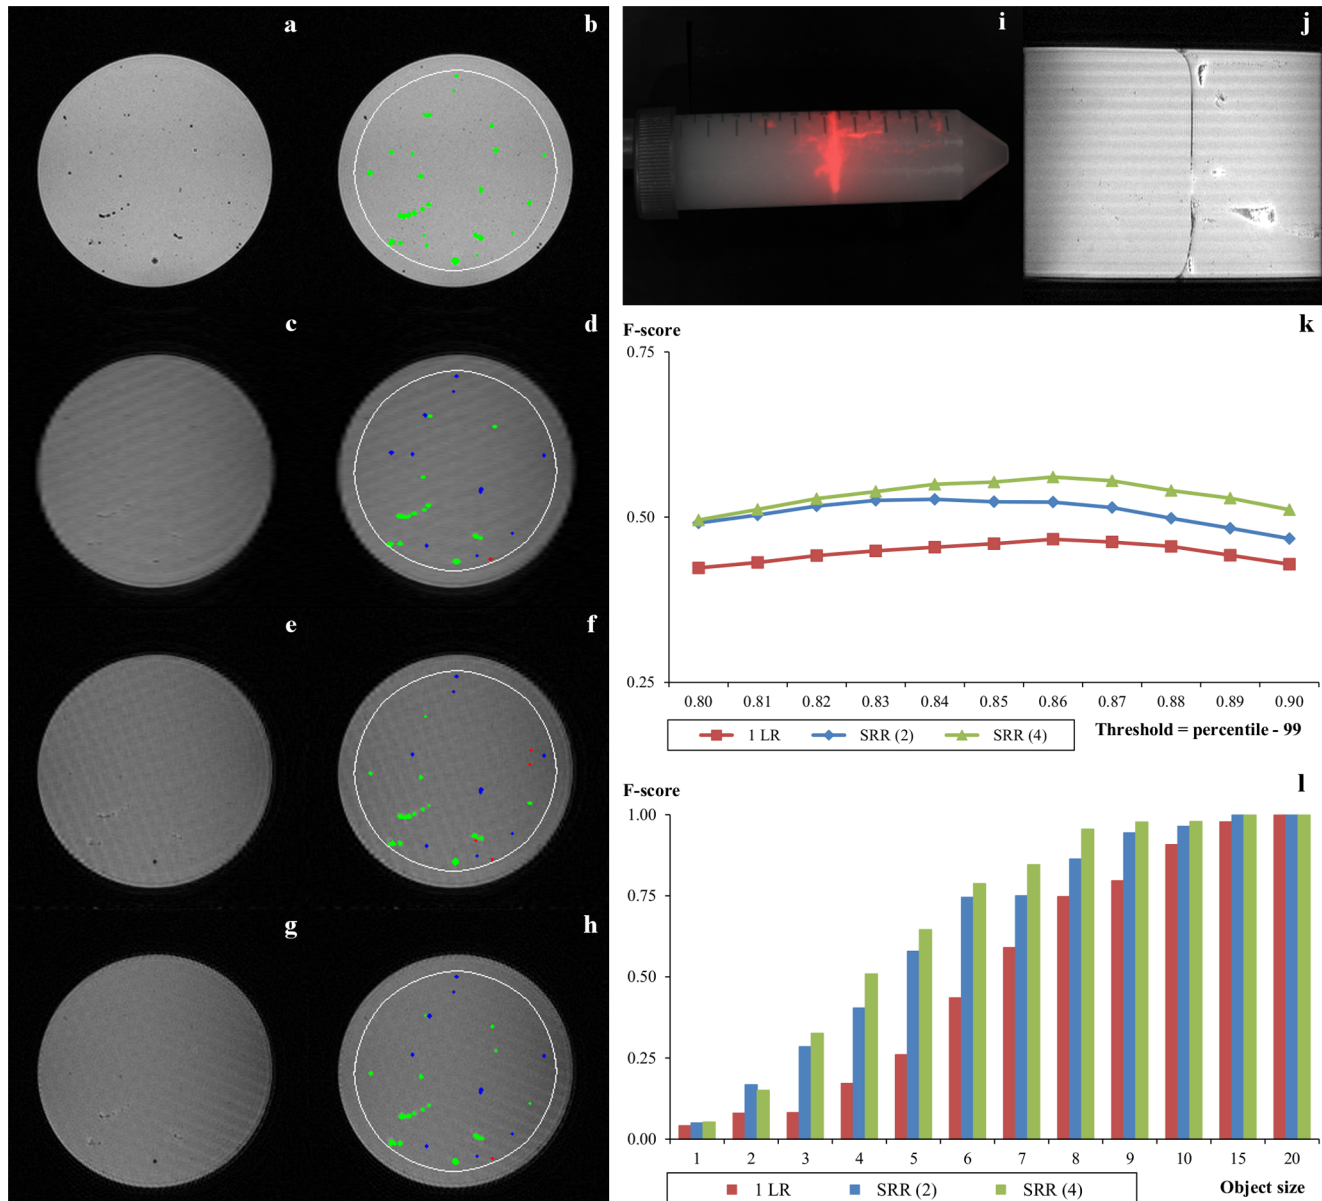 a
b
c
d
e
f
g
h
i
j
F-score
k
0.75
0.50
0.25
0.80 0.81 0.82 0.83 0.84 0.85 0.86 0.87 0.88 0.89 0.90
1 LR SRR (2) SRR (4)
Threshold = percentile - 99
F-score
l
1.00
0.75
0.50
0.25
0.00
1 2 3 4 5 6 7 8 9 10 15 20
1 LR SRR (2) SRR (4)
Object size